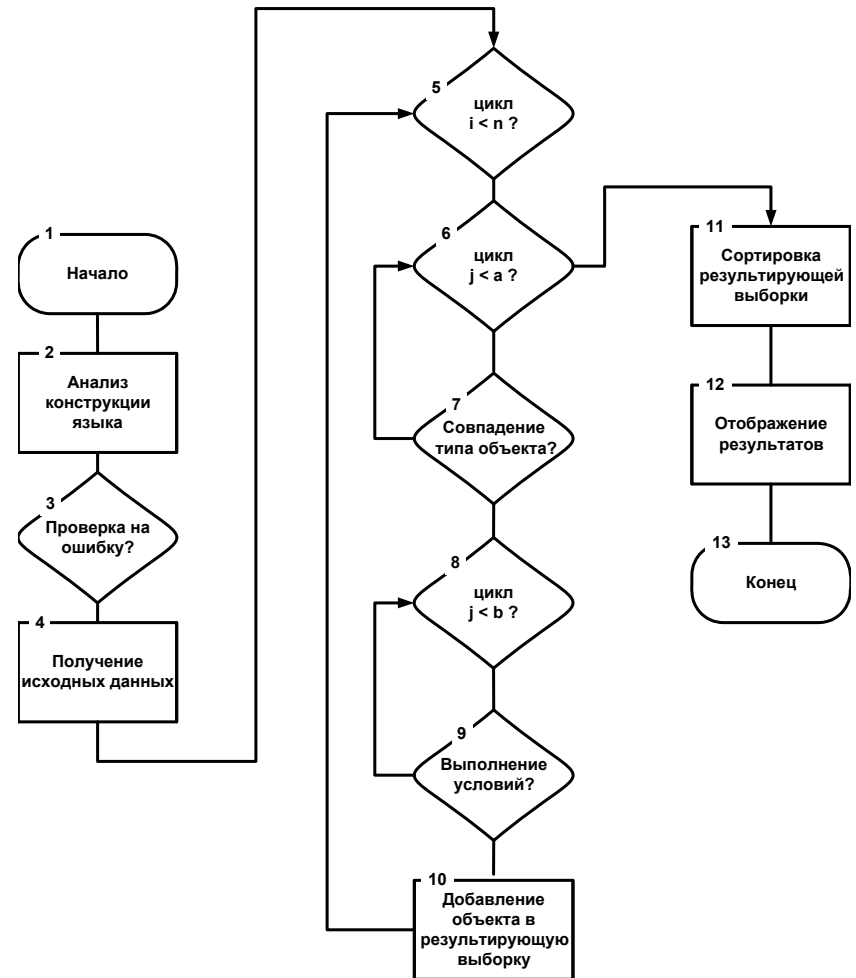 1
Начало
2
Анализ
конструкции
языка
3
Проверка на
ошибку?
4
Получение
исходных данных
5
цикл
i < n ?
6
цикл
j < a ?
7
Совпадение
типа объекта?
8
цикл
j < b ?
9
Выполнение
условий?
10
Добавление
объекта в
результирующую
выборку
11
Сортировка
результирующей
выборки
12
Отображение
результатов
13
Конец